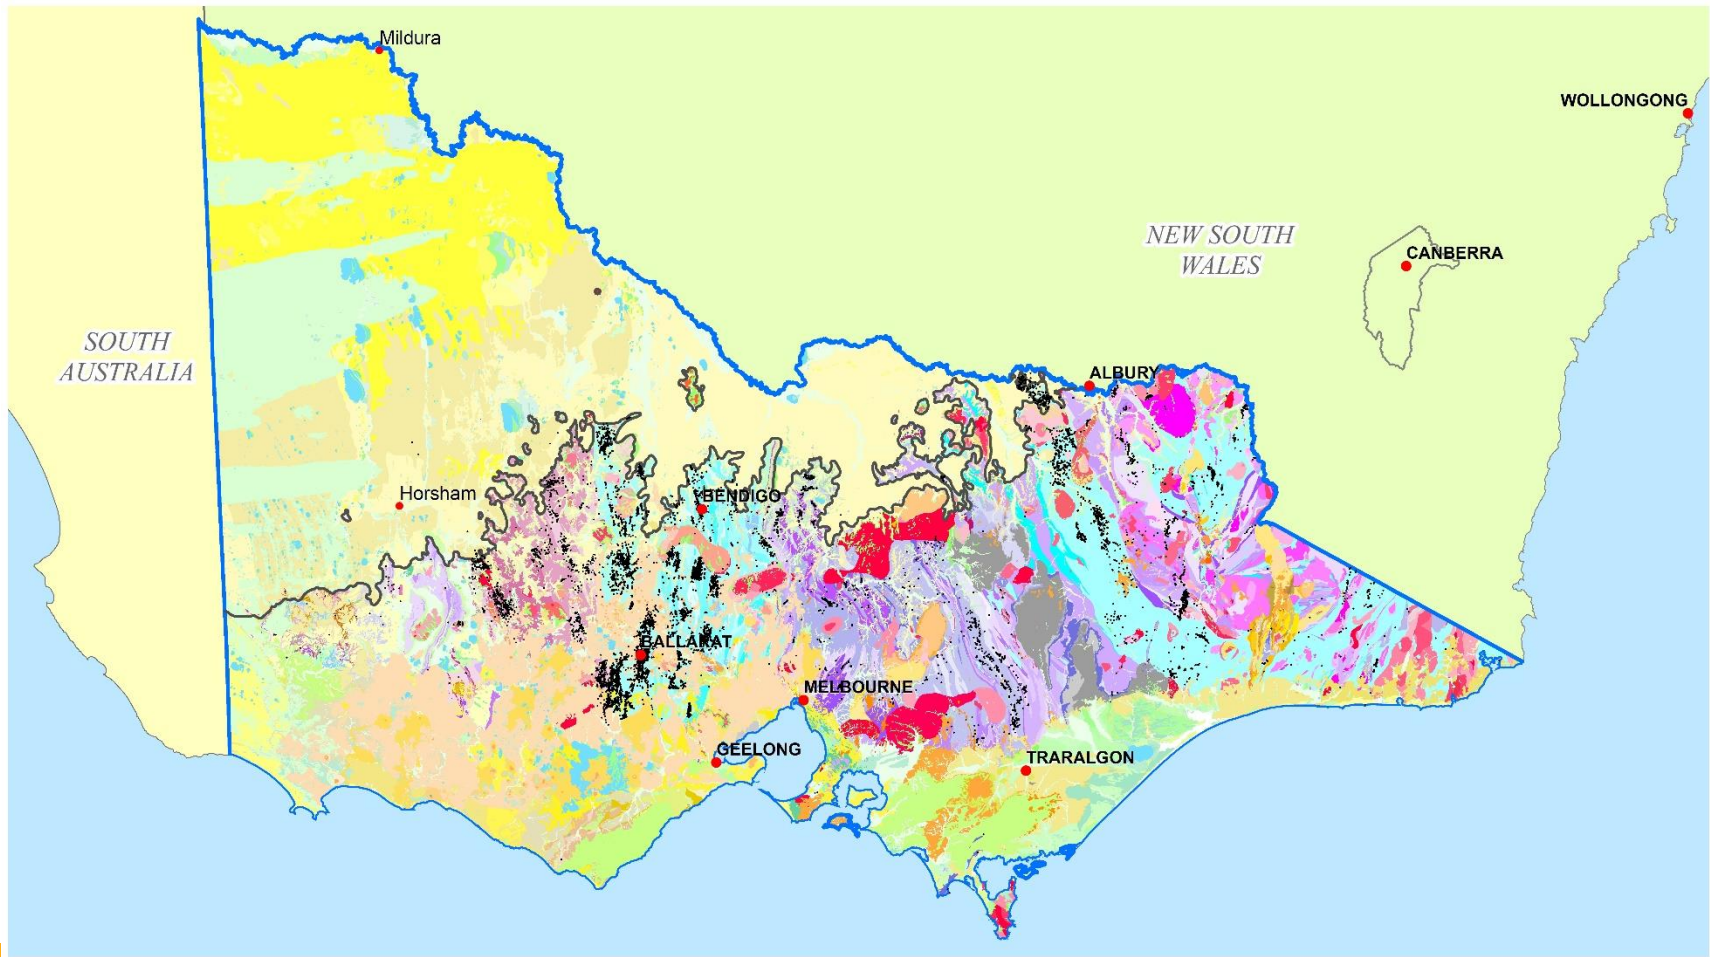 Mildura
WOLLONGONG
NEW SOUTH
WALES
CANBERRA
SOUTH
AUSTRALIA
ALBURY
Horsham
BENDIGO
BALLARAT
MELBOURNE
GEELONG
TRARALGON